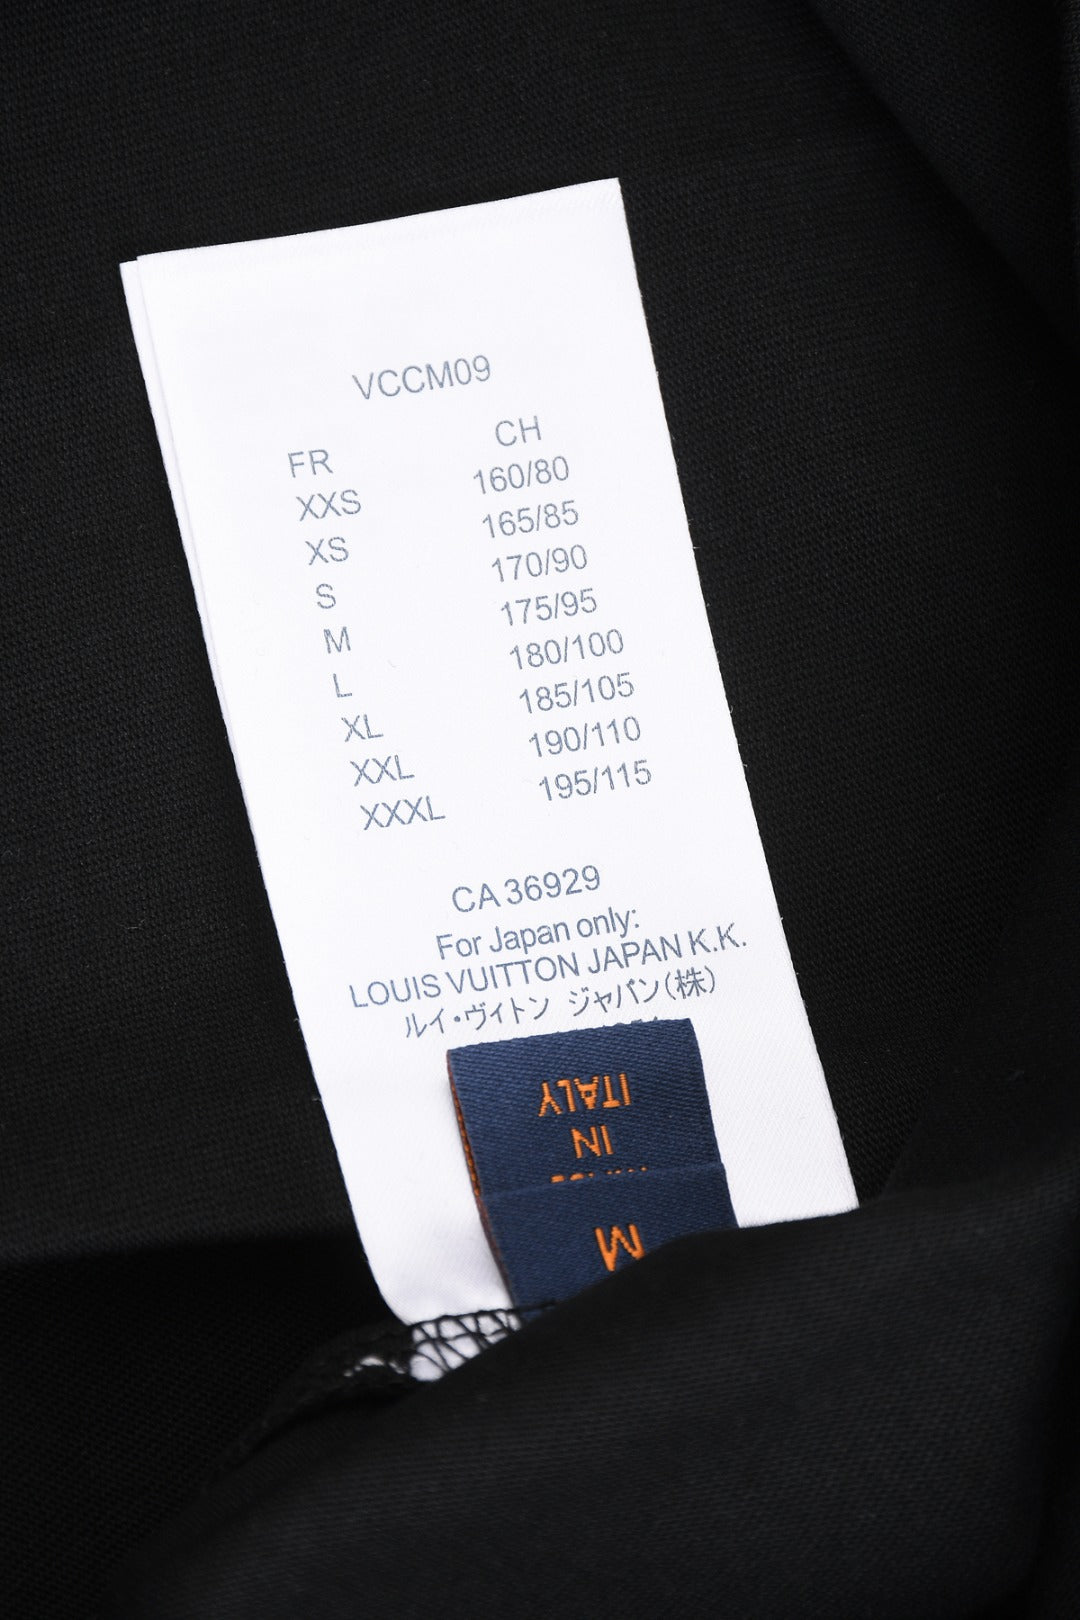 VCCM09
FR CH
XXS 160/80
XS 165/85
S 170/90
M 175/95
L 180/100
XL 185/105
XXL 190/110
XXXL 195/115
CA 36929
For Japan only:
LOUIS VUITTON JAPAN K.K.
ルイ・ヴィトン ジャパン(株)
IN
ITALY
M